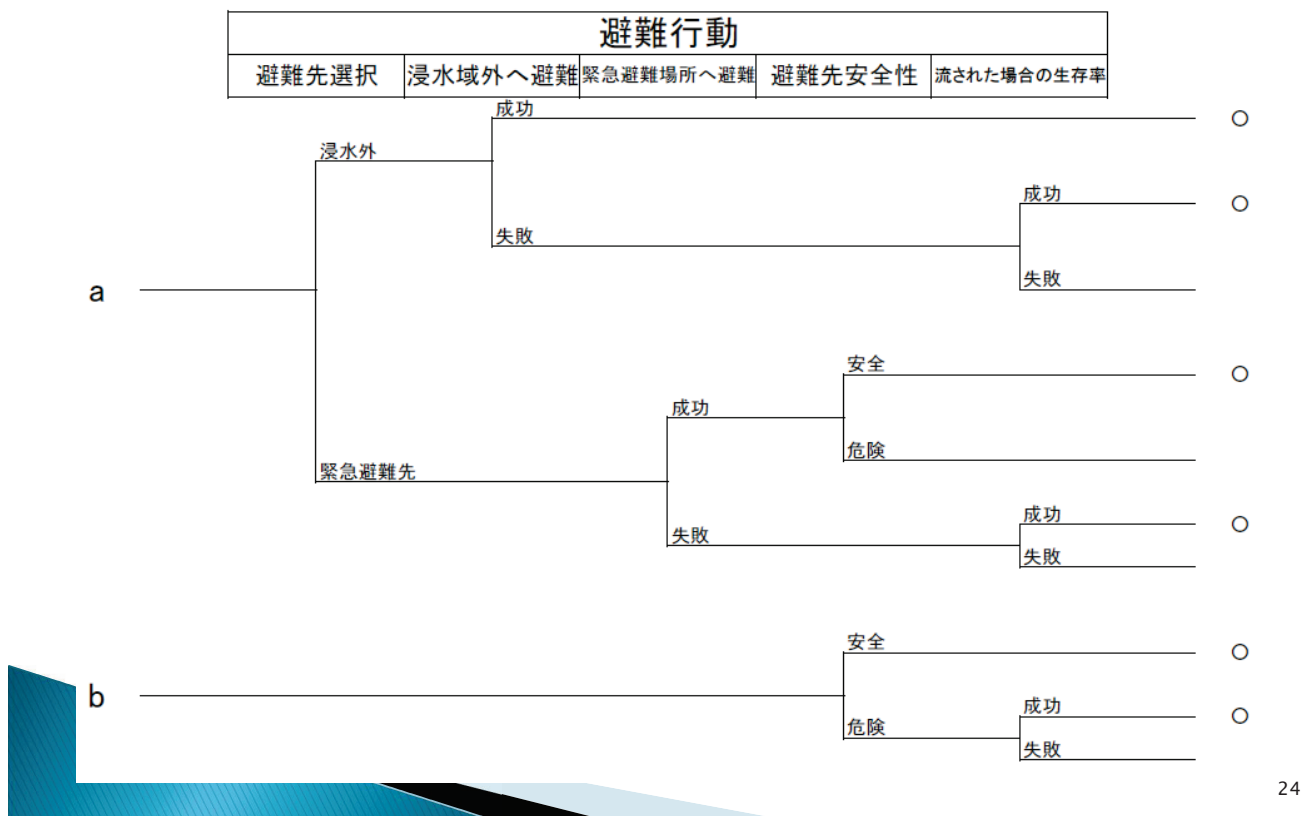 避難行動
避難先選択 浸水域外へ避難 緊急避難場所へ避難 避難先安全性 流された場合の生存率
成功 ○
浸水外
成功 ○
失敗
a
失敗
安全 ○
成功
危険
緊急避難先
成功 ○
失敗
失敗
安全 ○
b
成功 ○
危険
失敗
24